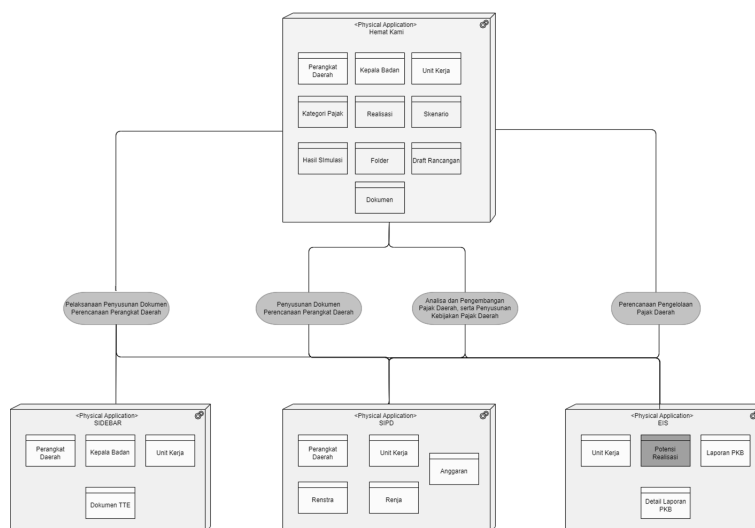 <Physical Application>
Hemat Kami
Perangkat
Daerah
Kepala Badan
Unit Kerja
Kategori Pajak
Realisasi
Skenario
Hasil SImulasi
Folder
Draft Rancangan
Dokumen
Pelaksanaan Penyusunan Dokumen
Perencanaan Perangkat Daerah
Penyusunan Dokumen
Perencanaan Perangkat Daerah
Analisa dan Pengembangan
Pajak Daerah, serta Penyusunan
Kebijakan Pajak Daerah
Perencanaan Pengelolaan
Pajak Daerah
<Physical Application>
SIDEBAR
Perangkat
Daerah
Kepala Badan
Unit Kerja
Dokumen TTE
<Physical Application>
SIPD
Perangkat
Daerah
Unit Kerja
Anggaran
Renstra
Renja
<Physical Application>
EIS
Unit Kerja
Potensi
Realisasi
Laporan PKB
Detail Laporan
PKB